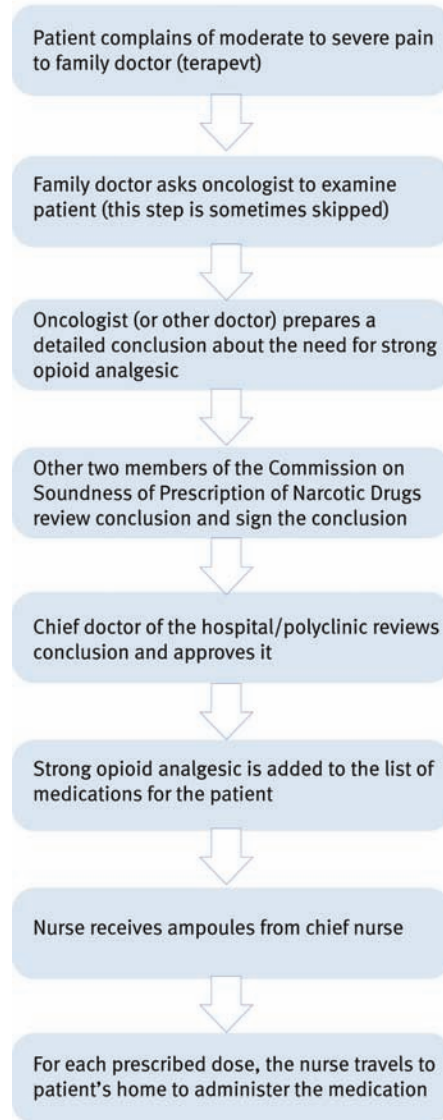 Patient complains of moderate to severe pain
to family doctor (terapevt)
Family doctor asks oncologist to examine
patient (this step is sometimes skipped)
Oncologist (or other doctor) prepares a
detailed conclusion about the need for strong
opioid analgesic
Other two members of the Commission on
Soundness of Prescription of Narcotic Drugs
review conclusion and sign the conclusion
Chief doctor of the hospital/polyclinic reviews
conclusion and approves it
Strong opioid analgesic is added to the list of
medications for the patient
Nurse receives ampoules from chief nurse
For each prescribed dose, the nurse travels to
patient’s home to administer the medication